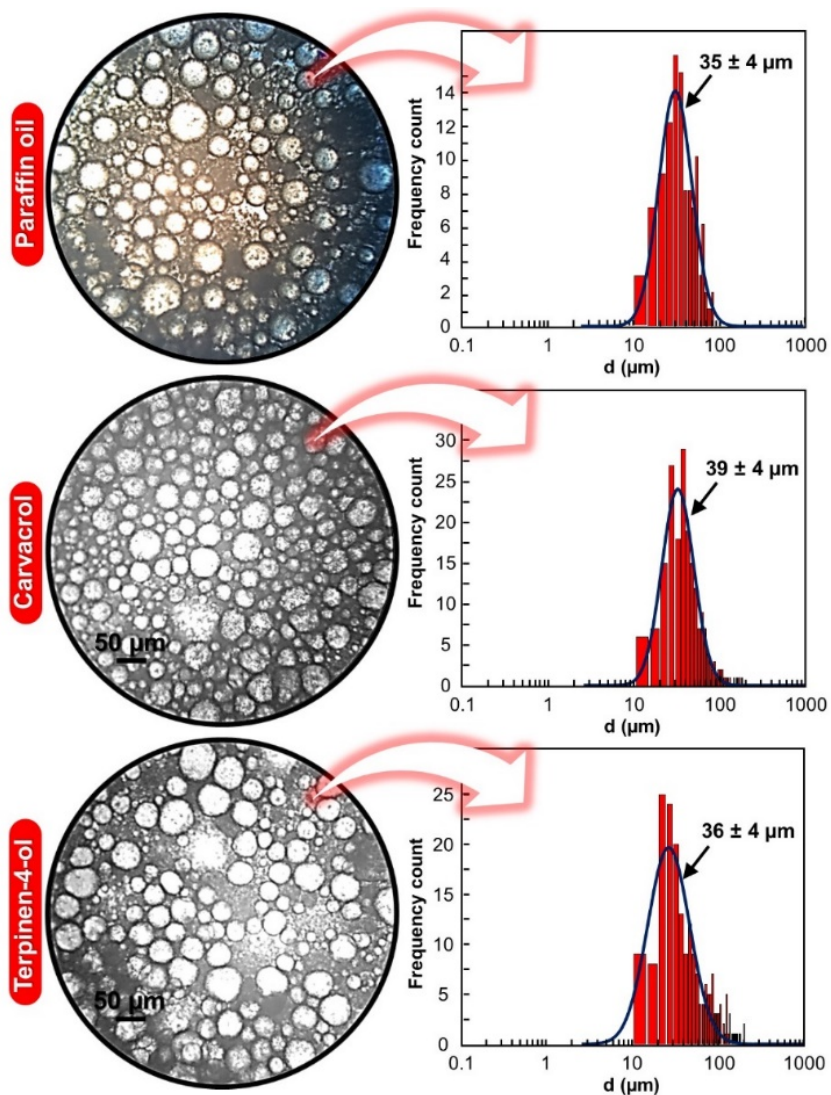 Paraffin oil
Frequency count
14
12
10
8
6
4
2
0
35 ± 4 µm
0.1 1 10 100 1000
d (µm)
Carvacrol
50 µm
Frequency count
30
25
20
15
10
5
0
39 ± 4 µm
0.1 1 10 100 1000
d (µm)
Terpinen-4-ol
50 µm
Frequency count
25
20
15
10
5
0
36 ± 4 µm
0.1 1 10 100 1000
d (µm)